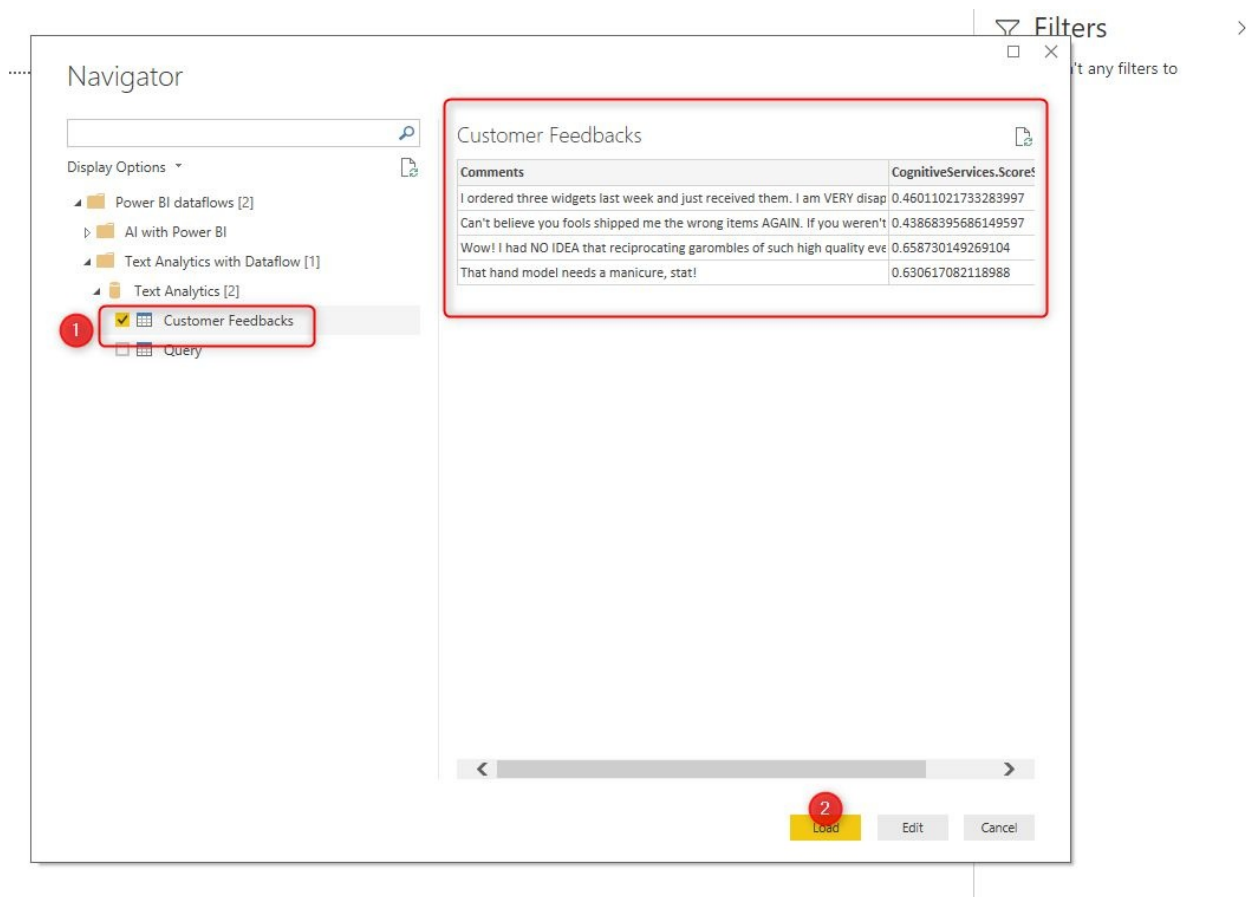 Filters
't any filters to
Navigator
Display Options
Power BI dataflows [2]
AI with Power BI
Text Analytics with Dataflow [1]
Text Analytics [2]
1
Customer Feedbacks
Query
Customer Feedbacks
Comments CognitiveServices.ScoreS
I ordered three widgets last week and just received them. I am VERY disap 0.46011021733283997
Can't believe you fools shipped me the wrong items AGAIN. If you weren't 0.43868395686149597
Wow! I had NO IDEA that reciprocating garombles of such high quality eve 0.658730149269104
That hand model needs a manicure, stat! 0.630617082118988
2
Load Edit Cancel